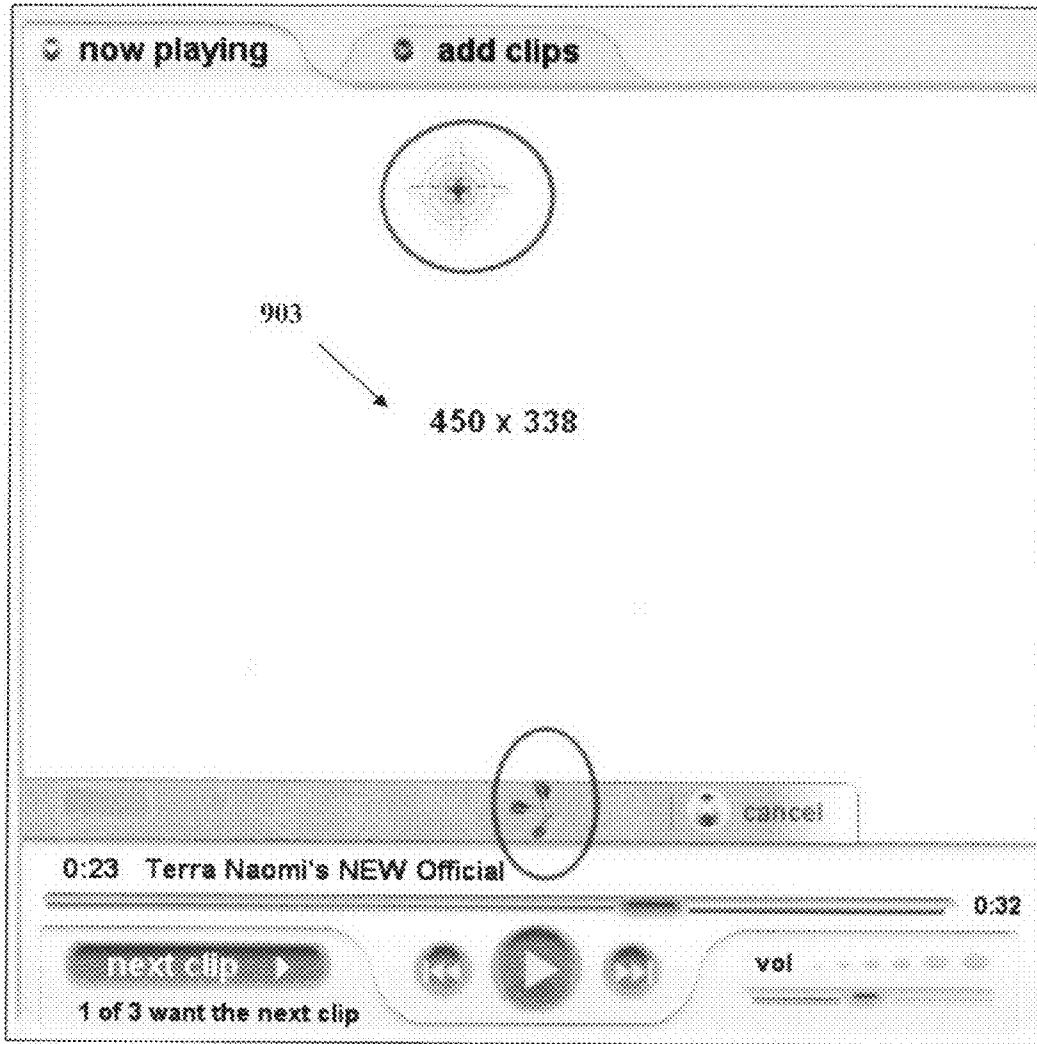 now playing
add clips
903
450 x 338
cancel
0:23 Terra Naomi's NEW Official
0:32
next clip
vol
1 of 3 want the next clip